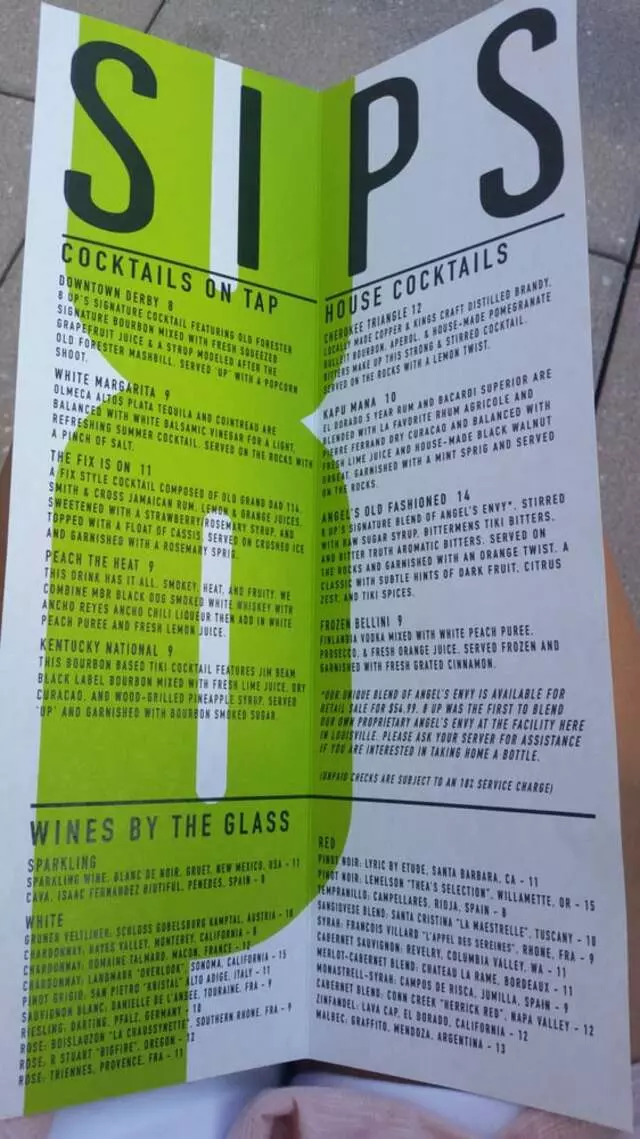 SIPS
COCKTAILS ON TAP
DOWNTOWN DERBY 8
8 UP'S SIGNATURE COCKTAIL FEATURING OLD FORESTER
SIGNATURE BOURBON MIXED WITH FRESH SQUEEZED
GRAPEFRUIT JUICE & A SYRUP MODELED AFTER THE
OLD FORESTER MASHBILL. SERVED 'UP' WITH A POPCORN
SHOOT.
WHITE MARGARITA 9
OLMECA ALTOS PLATA TEQUILA AND COINTREAU ARE
BALANCED WITH WHITE BALSAMIC VINEGAR FOR A LIGHT,
REFRESHING SUMMER COCKTAIL. SERVED ON THE ROCKS WITH
A PINCH OF SALT.
THE FIX IS ON 11
A FIX STYLE COCKTAIL COMPOSED OF OLD GRAND DAD 114,
SMITH & CROSS JAMAICAN RUM, LEMON & ORANGE JUICES,
SWEETENED WITH A STRAWBERRY/ROSEMARY SYRUP, AND
TOPPED WITH A FLOAT OF CASSIS. SERVED ON CRUSHED ICE
AND GARNISHED WITH A ROSEMARY SPRIG.
PEACH THE HEAT 9
THIS DRINK HAS IT ALL. SMOKEY, HEAT, AND FRUITY. WE
COMBINE MBR BLACK DOG SMOKED WHITE WHISKEY WITH
ANCHO REYES ANCHO CHILI LIQUEUR THEN ADD IN WHITE
PEACH PUREE AND FRESH LEMON JUICE.
KENTUCKY NATIONAL 9
THIS BOURBON BASED TIKI COCKTAIL FEATURES JIM BEAM
BLACK LABEL BOURBON MIXED WITH FRESH LIME JUICE, DRY
CURACAO, AND WOOD-GRILLED PINEAPPLE SYRUP. SERVED
'UP' AND GARNISHED WITH BOURBON SMOKED SUGAR.
HOUSE COCKTAILS
CHEROKEE TRIANGLE 12
LOCALLY MADE COPPER & KINGS CRAFT DISTILLED BRANDY,
BULLEIT BOURBON, APEROL, & HOUSE-MADE POMEGRANATE
BITTERS MAKE UP THIS STRONG & STIRRED COCKTAIL.
SERVED ON THE ROCKS WITH A LEMON TWIST.
KAPU MANA 10
EL DORADO 5 YEAR RUM AND BACARDI SUPERIOR ARE
BLENDED WITH LA FAVORITE RHUM AGRICOLE AND
PIERRE FERRAND DRY CURACAO AND BALANCED WITH
FRESH LIME JUICE AND HOUSE-MADE BLACK WALNUT
ORGEAT. GARNISHED WITH A MINT SPRIG AND SERVED
ON THE ROCKS.
ANGEL'S OLD FASHIONED 14
8 UP'S SIGNATURE BLEND OF ANGEL'S ENVY*. STIRRED
WITH RAW SUGAR SYRUP, BITTERMENS TIKI BITTERS,
AND BITTER TRUTH AROMATIC BITTERS. SERVED ON
THE ROCKS AND GARNISHED WITH AN ORANGE TWIST. A
CLASSIC WITH SUBTLE HINTS OF DARK FRUIT, CITRUS
ZEST, AND TIKI SPICES.
FROZEN BELLINI 9
FINLANDIA VODKA MIXED WITH WHITE PEACH PUREE,
PROSECCO, & FRESH ORANGE JUICE. SERVED FROZEN AND
GARNISHED WITH FRESH GRATED CINNAMON.
*OUR UNIQUE BLEND OF ANGEL'S ENVY IS AVAILABLE FOR
RETAIL SALE FOR $54.99. 8 UP WAS THE FIRST TO BLEND
OUR OWN PROPRIETARY ANGEL'S ENVY AT THE FACILITY HERE
IN LOUISVILLE. PLEASE ASK YOUR SERVER FOR ASSISTANCE
IF YOU ARE INTERESTED IN TAKING HOME A BOTTLE.
(UNPAID CHECKS ARE SUBJECT TO AN 18% SERVICE CHARGE)
WINES BY THE GLASS
SPARKLING
SPARKLING WINE, BLANC DE NOIR, GRUET, NEW MEXICO, USA - 11
CAVA, ISAAC FERNANDEZ BIUTIFUL, PENEDES, SPAIN - 8
WHITE
GRUNER VELTLINER: SCHLOSS GOBELSBURG KAMPTAL, AUSTRIA - 10
CHARDONNAY: HAYES VALLEY, MONTEREY, CALIFORNIA - 8
CHARDONNAY: DOMAINE TALMARD, MACON, FRANCE - 12
CHARDONNAY: LANDMARK "OVERLOOK", SONOMA, CALIFORNIA - 15
PINOT GRIGIO: SAN PIETRO "KRISTAL" ALTO ADIGE, ITALY - 11
SAUVIGNON BLANC: DANIELLE DE L'ANSEE, TOURAINE, FRA - 9
RIESLING: DARTING, PFALZ, GERMANY - 10
ROSE: BOISLAUZON "LA CHAUSSYNETTE", SOUTHERN RHONE, FRA - 9
ROSE, R STUART "BIGFIRE", OREGON - 12
ROSE: TRIENNES, PROVENCE, FRA - 11
RED
PINOT NOIR: LYRIC BY ETUDE, SANTA BARBARA, CA - 11
PINOT NOIR: LEMELSON "THEA'S SELECTION", WILLAMETTE, OR - 15
TEMPRANILLO: CAMPELLARES, RIOJA, SPAIN - 8
SANGIOVESE BLEND: SANTA CRISTINA "LA MAESTRELLE", TUSCANY - 10
SYRAH: FRANCOIS VILLARD "L'APPEL DES SEREINES", RHONE, FRA - 9
CABERNET SAUVIGNON: REVELRY, COLUMBIA VALLEY, WA - 11
MERLOT-CABERNET BLEND: CHATEAU LA RAME, BORDEAUX - 11
MONASTRELL-SYRAH: CAMPOS DE RISCA, JUMILLA, SPAIN - 9
CABERNET BLEND: CONN CREEK "HERRICK RED", NAPA VALLEY - 12
ZINFANDEL: LAVA CAP, EL DORADO, CALIFORNIA - 12
MALBEC: GRAFFITO, MENDOZA, ARGENTINA - 13